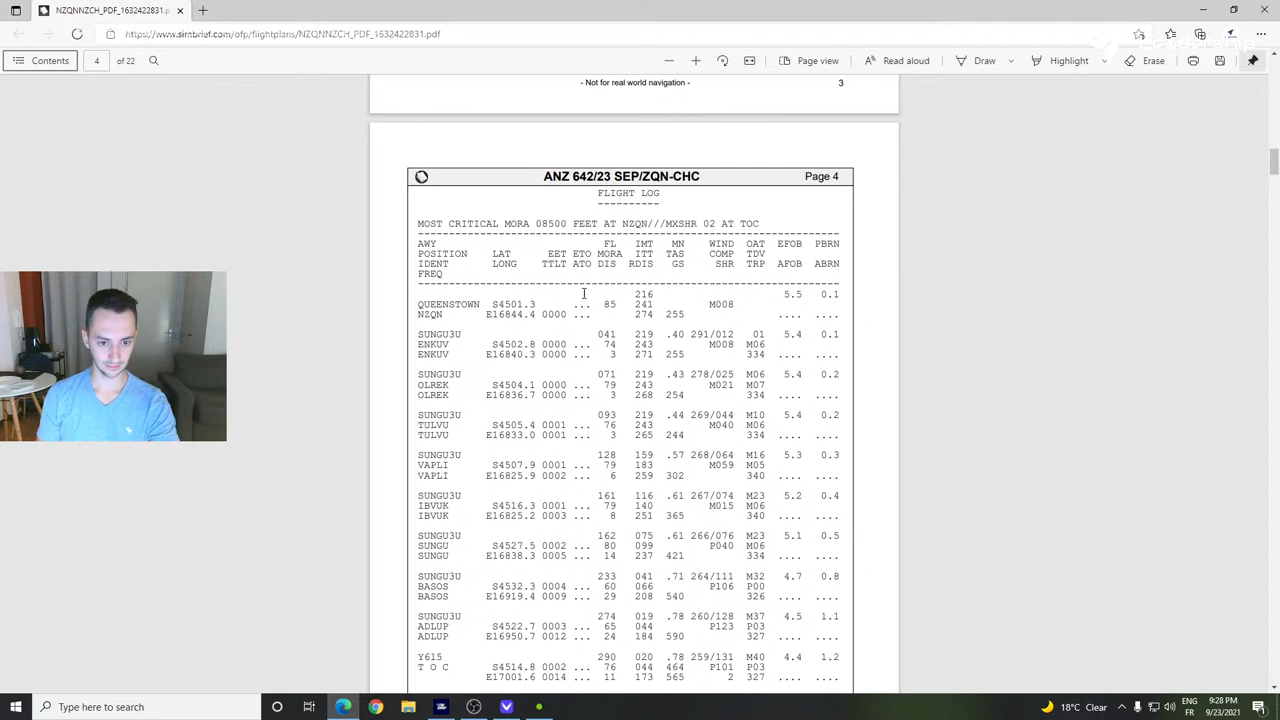 NZQNNZCH_PDF_1632422831.p
https://www.simbrief.com/ofp/flightplans/NZQNNZCH_PDF_1632422831.pdf
Contents 4 of 22 Page view Read aloud Draw Highlight Erase
- Not for real world navigation - 3
ANZ 642/23 SEP/ZQN-CHC Page 4
FLIGHT LOG
----------
MOST CRITICAL MORA 08500 FEET AT NZQN///MXSHR 02 AT TOC
AWY FL IMT MN WIND OAT EFOB PBRN
POSITION LAT EET ETO MORA ITT TAS COMP TDV
IDENT LONG TTLT ATO DIS RDIS GS SHR TRP AFOB ABRN
FREQ
216 5.5 0.1
QUEENSTOWN S4501.3 ... 85 241 M008
NZQN E16844.4 0000 ... 274 255 .... ....
SUNGU3U 041 219 .40 291/012 01 5.4 0.1
ENKUV S4502.8 0000 ... 74 243 M008 M06
ENKUV E16840.3 0000 ... 3 271 255 334 .... ....
SUNGU3U 071 219 .43 278/025 M06 5.4 0.2
OLREK S4504.1 0000 ... 79 243 M021 M07
OLREK E16836.7 0000 ... 3 268 254 334 .... ....
SUNGU3U 093 219 .44 269/044 M10 5.4 0.2
TULVU S4505.4 0001 ... 76 243 M040 M06
TULVU E16833.0 0001 ... 3 265 244 334 .... ....
SUNGU3U 128 159 .57 268/064 M16 5.3 0.3
VAPLI S4507.9 0001 ... 79 183 M059 M05
VAPLI E16825.9 0002 ... 6 259 302 340 .... ....
SUNGU3U 161 116 .61 267/074 M23 5.2 0.4
IBVUK S4516.3 0001 ... 79 140 M015 M06
IBVUK E16825.2 0003 ... 8 251 365 340 .... ....
SUNGU3U 162 075 .61 266/076 M23 5.1 0.5
SUNGU S4527.5 0002 ... 80 099 P040 M06
SUNGU E16838.3 0005 ... 14 237 421 334 .... ....
SUNGU3U 233 041 .71 264/111 M32 4.7 0.8
BASOS S4532.3 0004 ... 60 066 P106 P00
BASOS E16919.4 0009 ... 29 208 540 326 .... ....
SUNGU3U 274 019 .78 260/128 M37 4.5 1.1
ADLUP S4522.7 0003 ... 65 044 P123 P03
ADLUP E16950.7 0012 ... 24 184 590 327 .... ....
Y615 290 020 .78 259/131 M40 4.4 1.2
T O C S4514.8 0002 ... 76 044 464 P101 P03
E17001.6 0014 ... 11 173 565 2 327 .... ....
Type here to search 18°C Clear ENG 9:28 PM
FR 9/23/2021